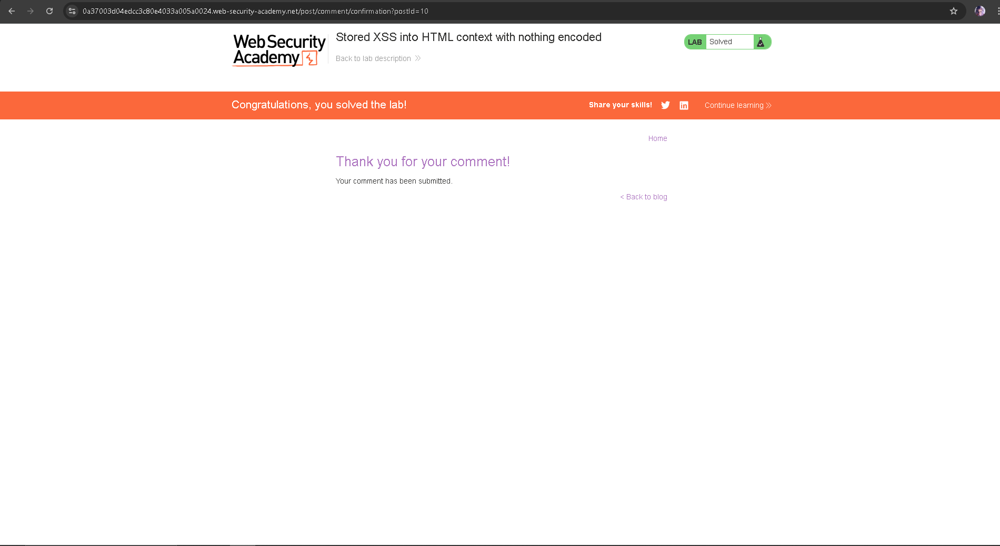 0a37003d04edcc3c80e4033a005a0024.web-security-academy.net/post/comment/confirmation?postId=10
Web Security
Academy
Stored XSS into HTML context with nothing encoded
Back to lab description
LAB Solved
Congratulations, you solved the lab!
Share your skills!
Continue learning
Home
Thank you for your comment!
Your comment has been submitted.
< Back to blog